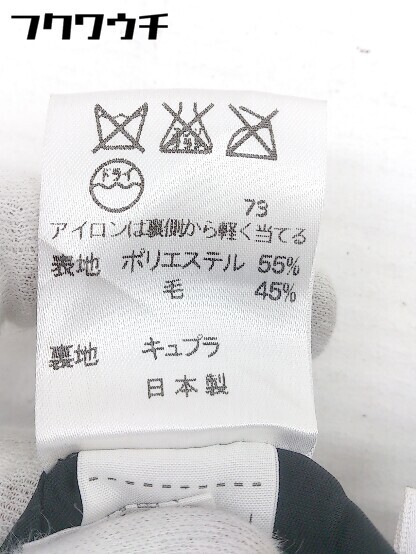 フクワウチ
ドライ
73
アイロンは裏側から軽く当てる
表地 ポリエステル 55%
毛 45%
裏地 キュプラ
日本製